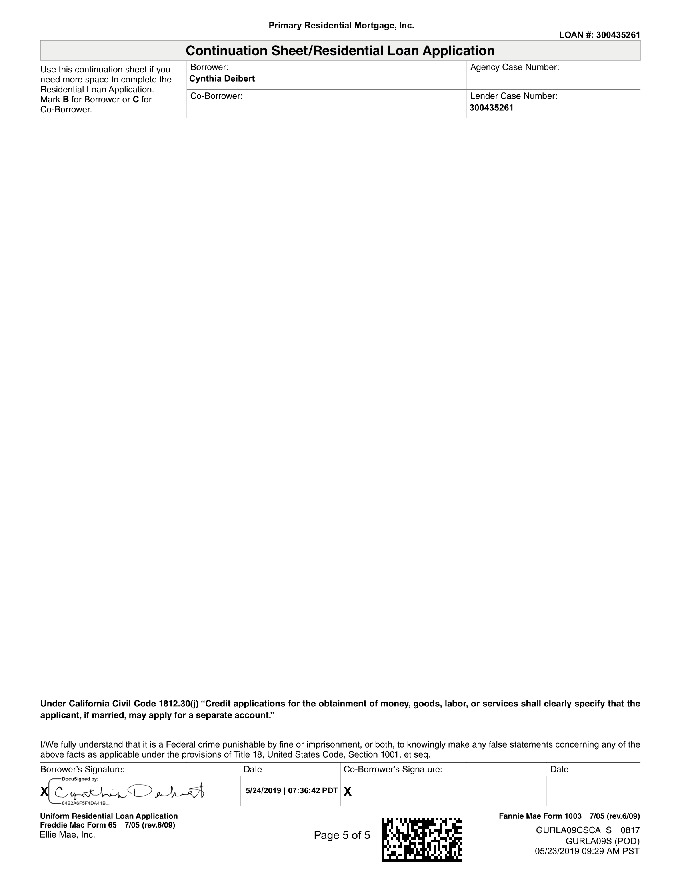 Primary Residential Mortgage, Inc.
LOAN #: 300435261
Continuation Sheet/Residential Loan Application
Use this continuation sheet if you
need more space to complete the
Residential Loan Application.
Mark B for Borrower or C for
Co-Borrower.
Borrower:
Cynthia Deibert
Agency Case Number:
Co-Borrower:
Lender Case Number:
300435261
Under California Civil Code 1812.30(j) “Credit applications for the obtainment of money, goods, labor, or services shall clearly specify that the
applicant, if married, may apply for a separate account.”
I/We fully understand that it is a Federal crime punishable by fine or imprisonment, or both, to knowingly make any false statements concerning any of the
above facts as applicable under the provisions of Title 18, United States Code, Section 1001, et seq.
Borrower's Signature:
Date
Co-Borrower's Signature:
Date
DocuSigned by:
X Cynthia Deibert
5/24/2019 | 07:36:42 PDT
X
Uniform Residential Loan Application
Freddie Mac Form 65 7/05 (rev.6/09)
Ellie Mae, Inc.
Page 5 of 5
Fannie Mae Form 1003 7/05 (rev.6/09)
GURLA09CSCA_S 0817
GURLA09S (POD)
05/23/2019 09:29 AM PST